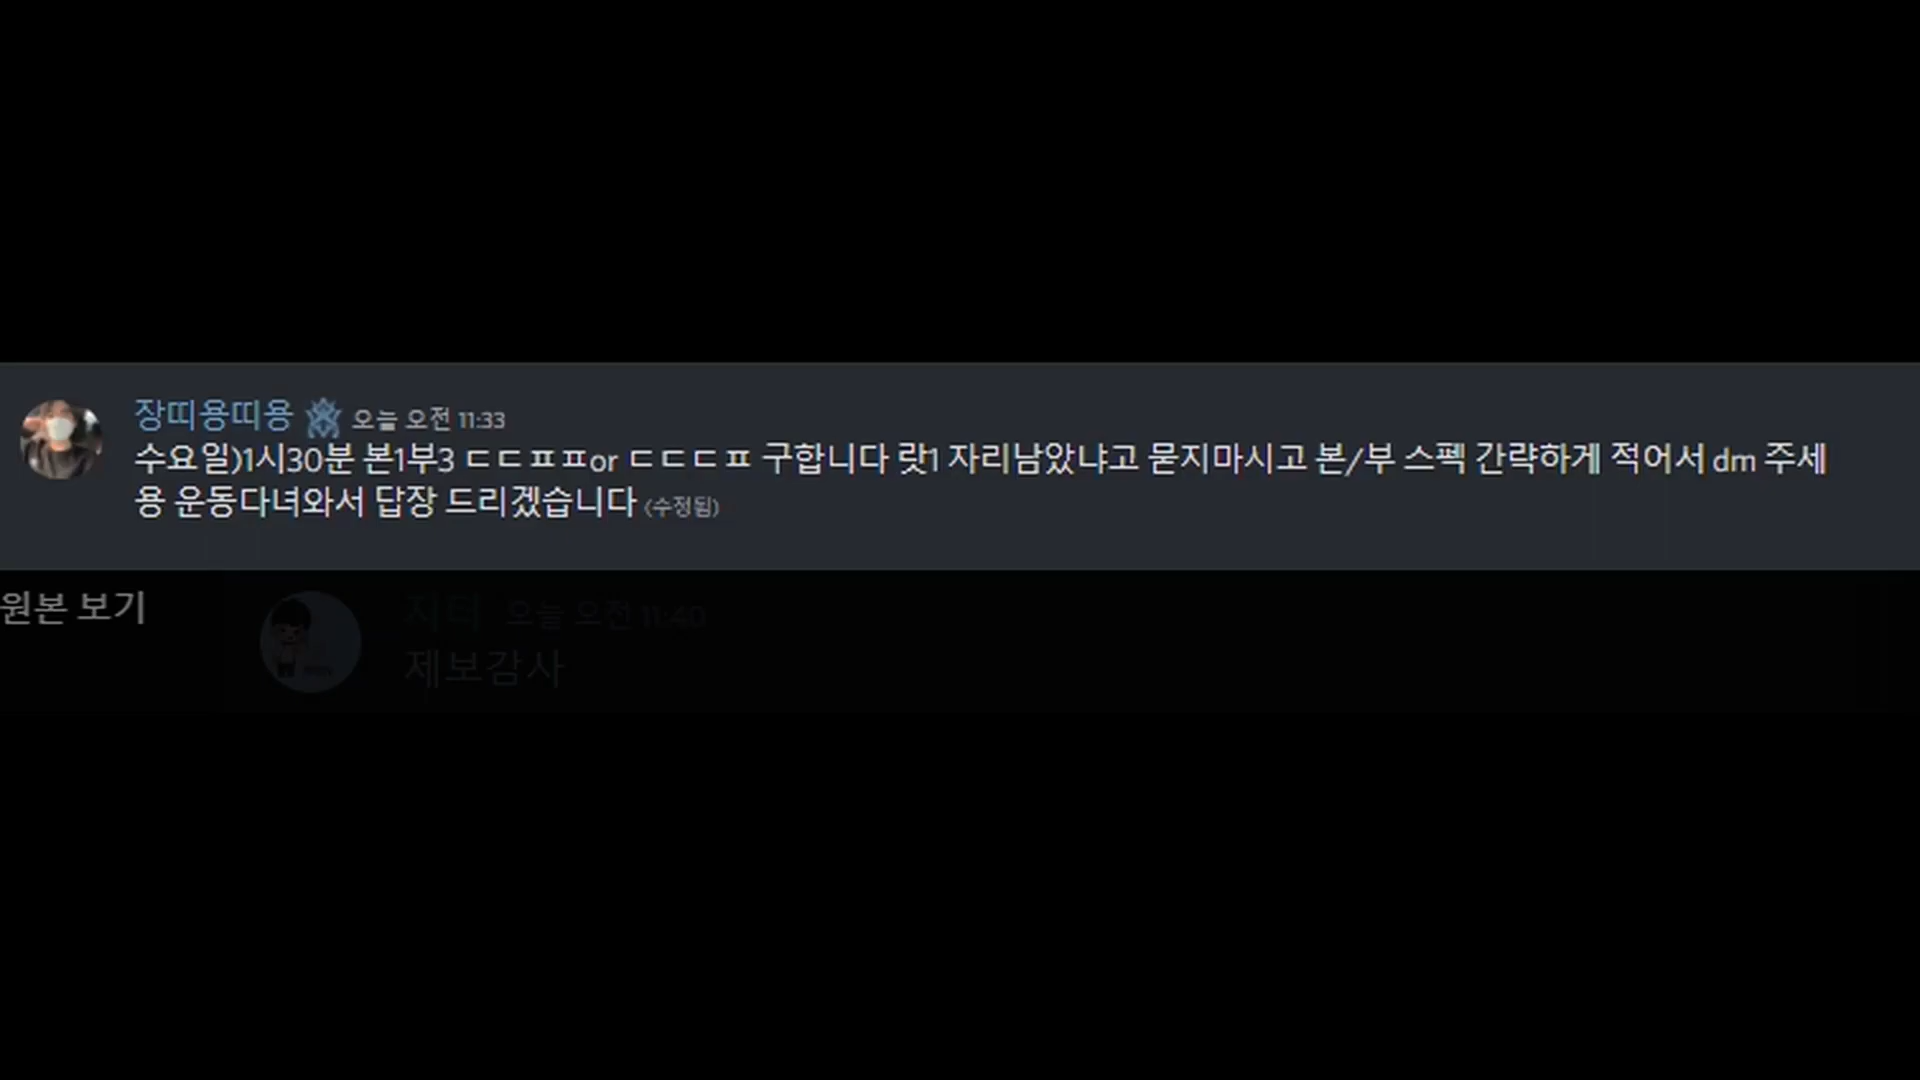 장띠용띠용 오늘 오전 11:33
수요일)1시30분 본1부3 ㄷㄷㅍㅍor ㄷㄷㄷㅍ 구합니다 랏1 자리남았냐고 묻지마시고 본/부 스펙 간략하게 적어서 dm 주세
용 운동다녀와서 답장 드리겠습니다 (수정됨)
원본 보기
오늘 오전 11:40
제보감사